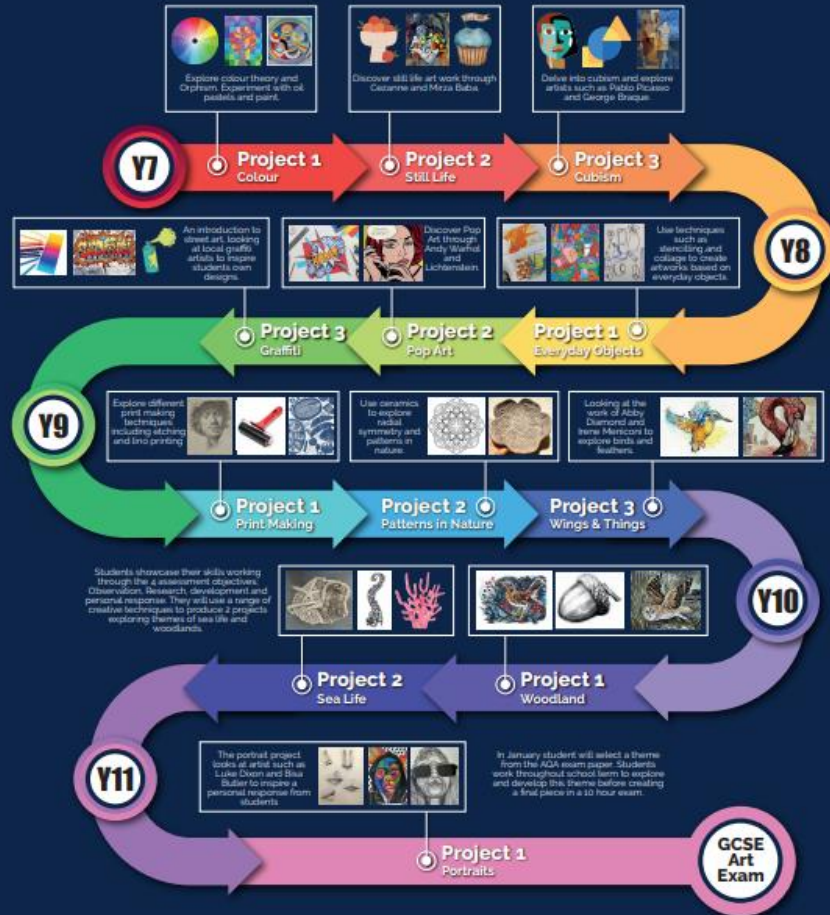 Explore colour theory and
Orphism. Experiment with oil
pastels and paint.
Discover still life art work through
Cezanne and Mirza Baba.
Delve into cubism and explore
artists such as Pablo Picasso
and George Braque.
Y7
Project 1
Colour
Project 2
Still Life
Project 3
Cubism
Y8
An introduction to
street art, looking
at local graffiti
artists to inspire
students own
designs.
Discover Pop
Art through
Andy Warhol
and
Lichtenstein.
Use techniques
such as
stencilling and
collage to create
artworks based on
everyday objects.
Project 3
Graffiti
Project 2
Pop Art
Project 1
Everyday Objects
Y9
Explore different
print making
techniques
including etching
and lino printing
Use ceramics
to explore
radial
symmetry and
patterns in
nature.
Looking at the
work of Abby
Diamond and
Irene Meniconi to
explore birds and
feathers.
Project 1
Print Making
Project 2
Patterns in Nature
Project 3
Wings & Things
Y10
Students showcase their skills working
through the 4 assessment objectives;
Observation, Research, development and
personal response. They will use a range of
creative techniques to produce 2 projects
exploring themes of sea life and
woodlands.
Project 2
Sea Life
Project 1
Woodland
Y11
The portrait project
looks at artist such as
Luke Dixon and Bisa
Butler to inspire a
personal response from
students
In January student will select a theme
from the AQA exam paper. Students
work throughout school term to explore
and develop this theme before creating
a final piece in a 10 hour exam.
Project 1
Portraits
GCSE
Art
Exam